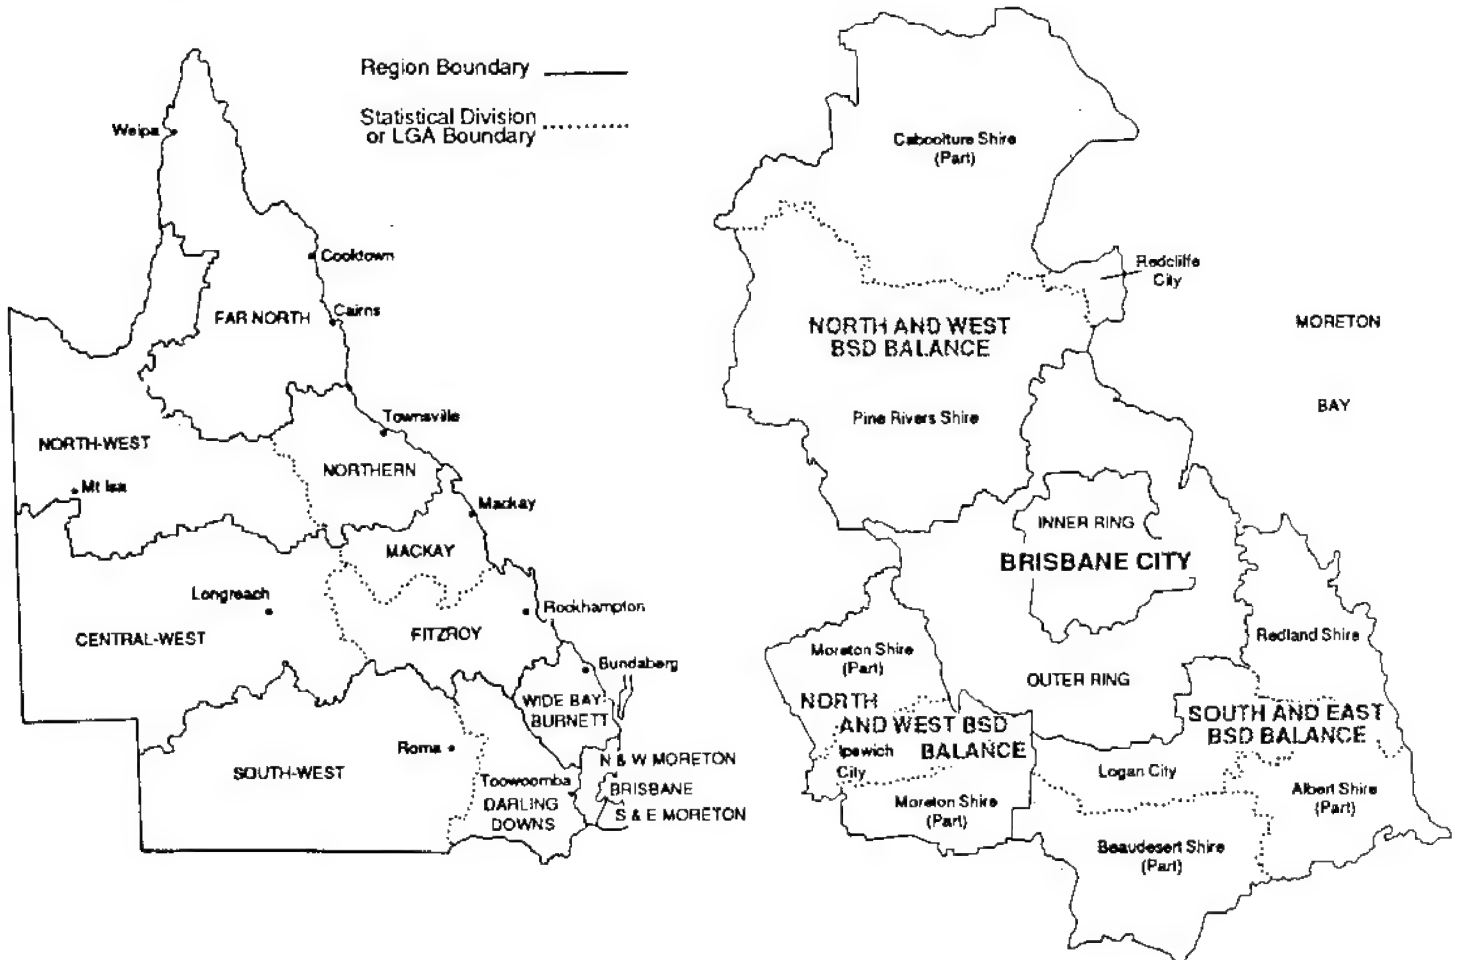 Region Boundary
Statistical Division
or LGA Boundary
Weipa
Cooktown
Cairns
FAR NORTH
Townsville
NORTH-WEST
NORTHERN
Mt Isa
Mackay
MACKAY
Longreach
Rockhampton
CENTRAL-WEST
FITZROY
Bundaberg
WIDE BAY-
BURNETT
Roma
SOUTH-WEST
N & W MORETON
Toowoomba
BRISBANE
DARLING
DOWNS
S & E MORETON
Caboolture Shire
(Part)
Redcliffe
City
NORTH AND WEST
BSD BALANCE
MORETON
BAY
Pine Rivers Shire
INNER RING
BRISBANE CITY
Redland Shire
Moreton Shire
(Part)
OUTER RING
NORTH
AND WEST BSD
BALANCE
SOUTH AND EAST
BSD BALANCE
Ipswich
City
Logan City
Moreton Shire
(Part)
Albert Shire
(Part)
Beaudesert Shire
(Part)